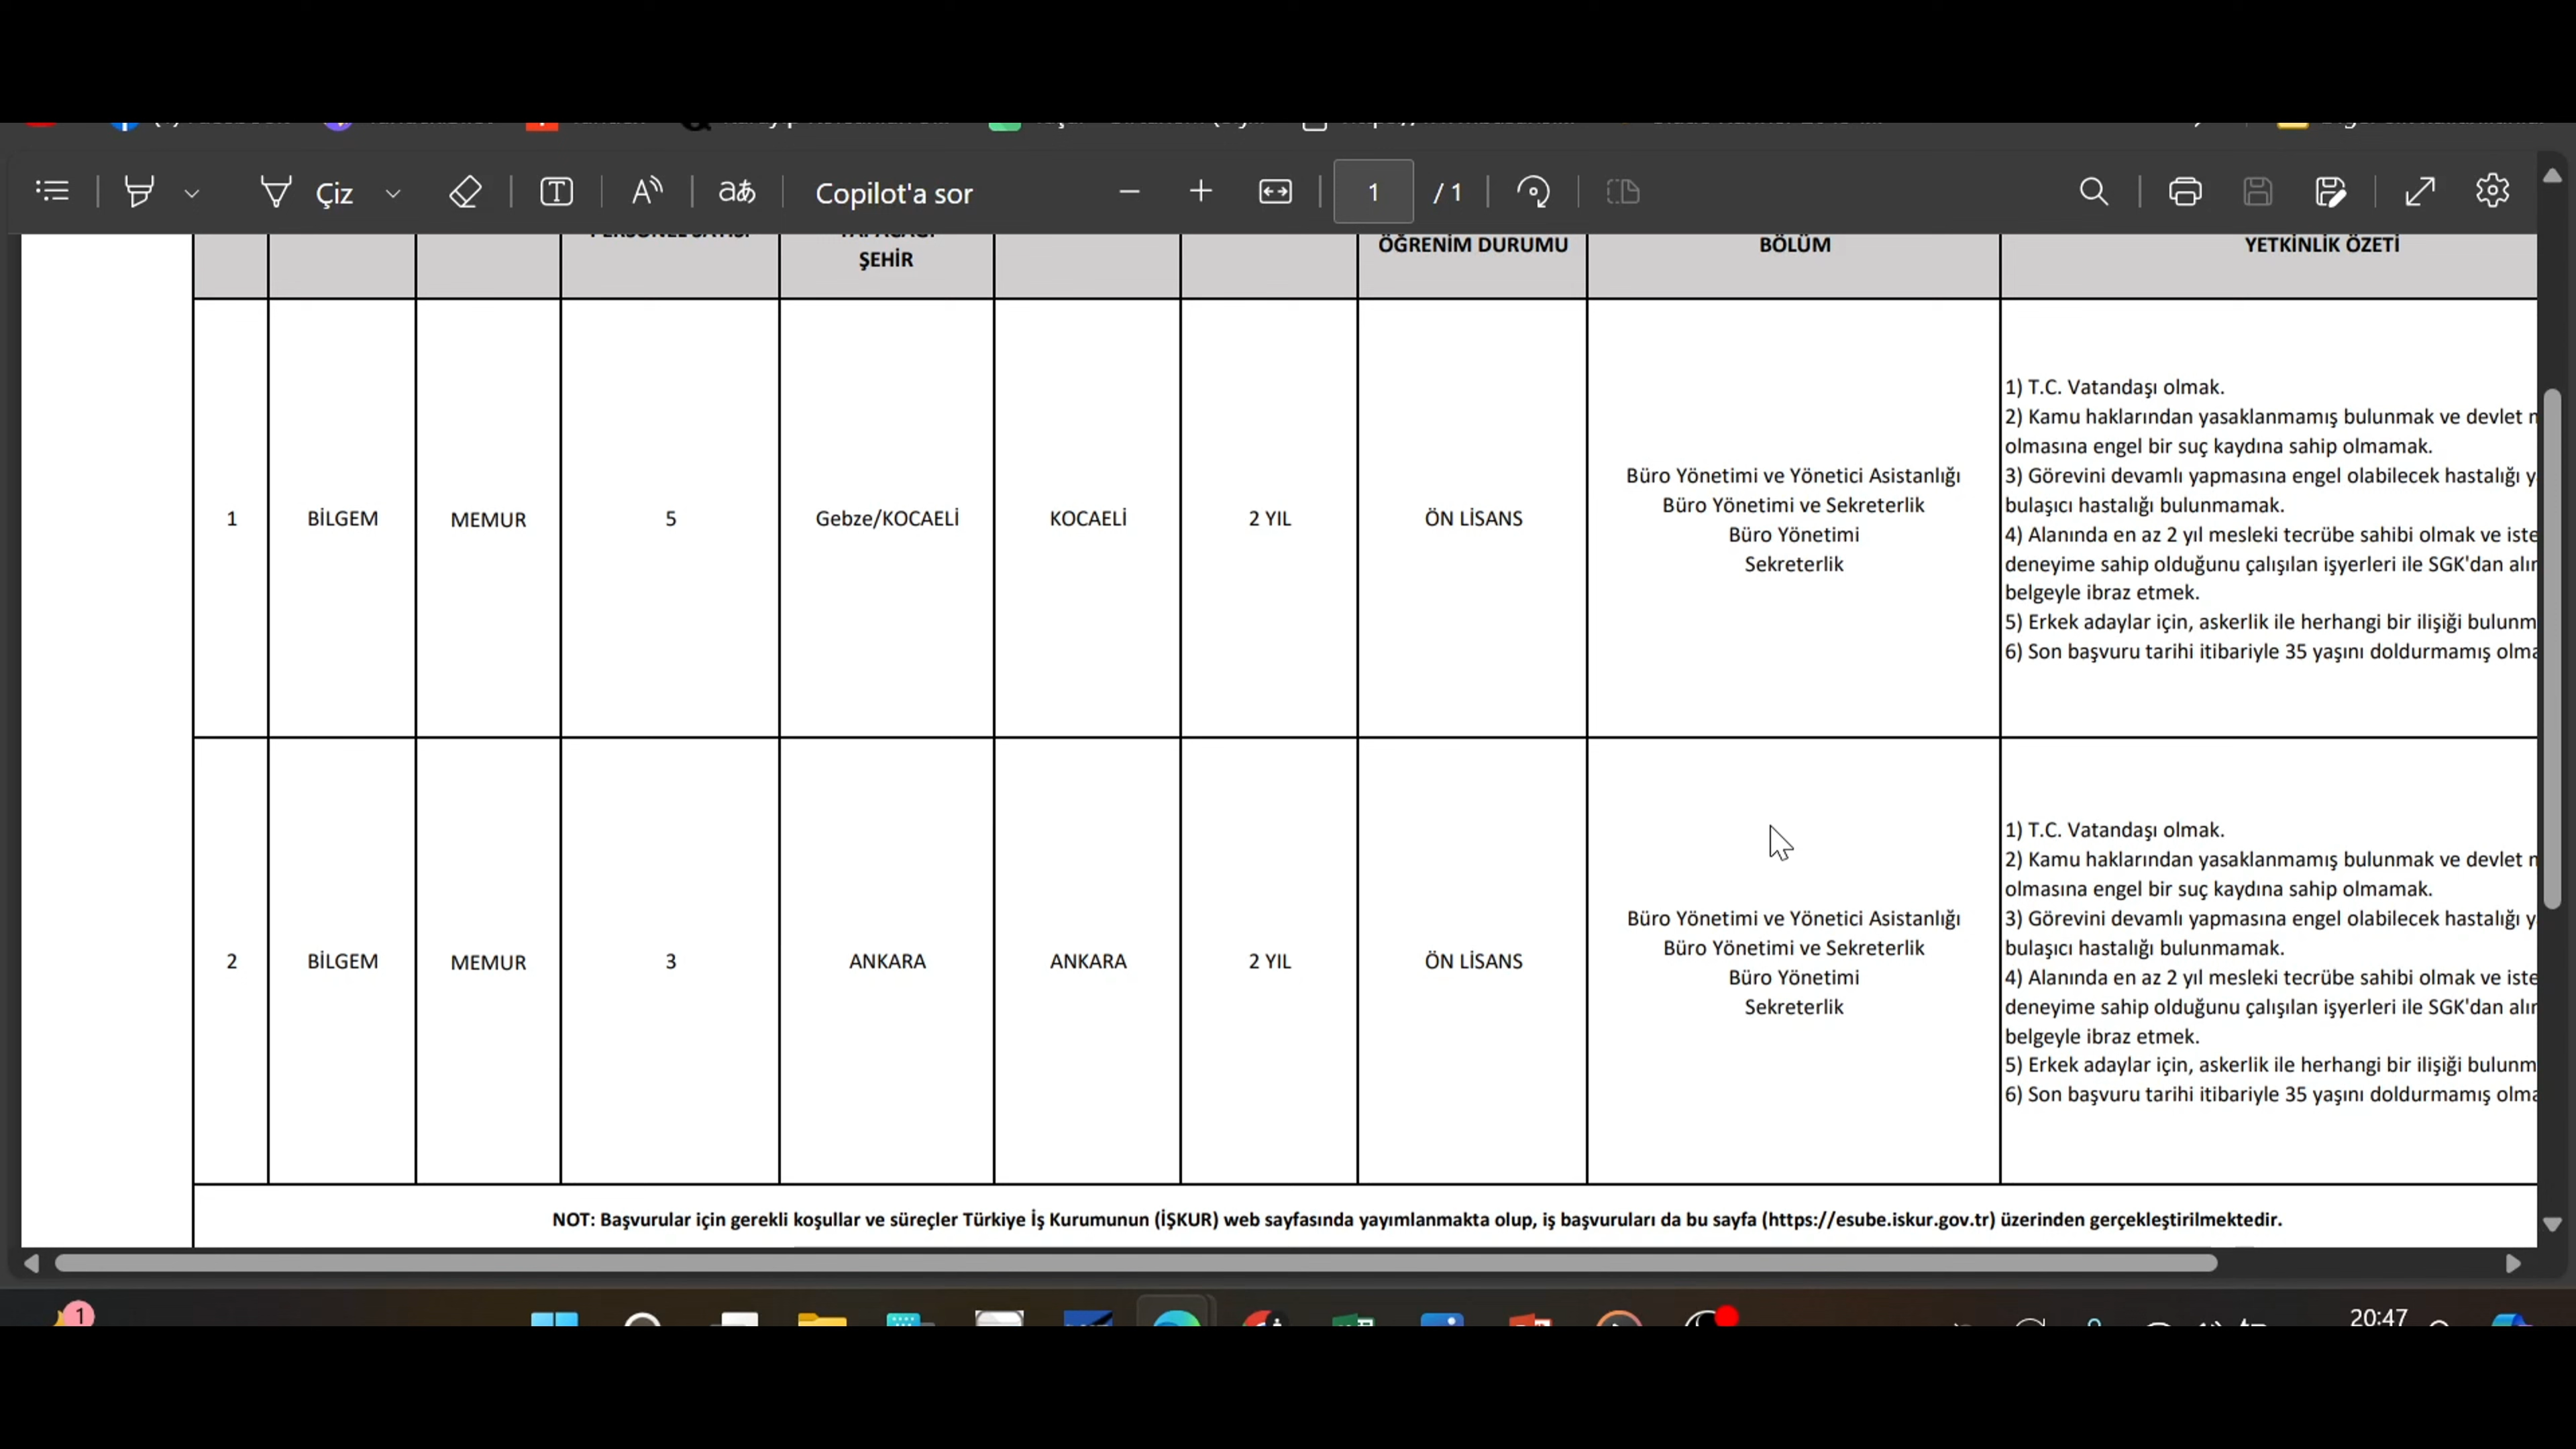 Çiz
Copilot'a sor
1
/ 1
ŞEHİR
ÖĞRENİM DURUMU
BÖLÜM
YETKİNLİK ÖZETİ
1
BİLGEM
MEMUR
5
Gebze/KOCAELİ
KOCAELİ
2 YIL
ÖN LİSANS
Büro Yönetimi ve Yönetici Asistanlığı
Büro Yönetimi ve Sekreterlik
Büro Yönetimi
Sekreterlik
1) T.C. Vatandaşı olmak.
2) Kamu haklarından yasaklanmamış bulunmak ve devlet
olmasına engel bir suç kaydına sahip olmamak.
3) Görevini devamlı yapmasına engel olabilecek hastalığı
bulaşıcı hastalığı bulunmamak.
4) Alanında en az 2 yıl mesleki tecrübe sahibi olmak ve iste
deneyime sahip olduğunu çalışılan işyerleri ile SGK'dan alın
belgeyle ibraz etmek.
5) Erkek adaylar için, askerlik ile herhangi bir ilişiği bulunm
6) Son başvuru tarihi itibariyle 35 yaşını doldurmamış olma
2
BİLGEM
MEMUR
3
ANKARA
ANKARA
2 YIL
ÖN LİSANS
Büro Yönetimi ve Yönetici Asistanlığı
Büro Yönetimi ve Sekreterlik
Büro Yönetimi
Sekreterlik
1) T.C. Vatandaşı olmak.
2) Kamu haklarından yasaklanmamış bulunmak ve devlet
olmasına engel bir suç kaydına sahip olmamak.
3) Görevini devamlı yapmasına engel olabilecek hastalığı
bulaşıcı hastalığı bulunmamak.
4) Alanında en az 2 yıl mesleki tecrübe sahibi olmak ve iste
deneyime sahip olduğunu çalışılan işyerleri ile SGK'dan alın
belgeyle ibraz etmek.
5) Erkek adaylar için, askerlik ile herhangi bir ilişiği bulunm
6) Son başvuru tarihi itibariyle 35 yaşını doldurmamış olma
NOT: Başvurular için gerekli koşullar ve süreçler Türkiye İş Kurumunun (İŞKUR) web sayfasında yayımlanmakta olup, iş başvuruları da bu sayfa (https://esube.iskur.gov.tr) üzerinden gerçekleştirilmektedir.
1
20:47